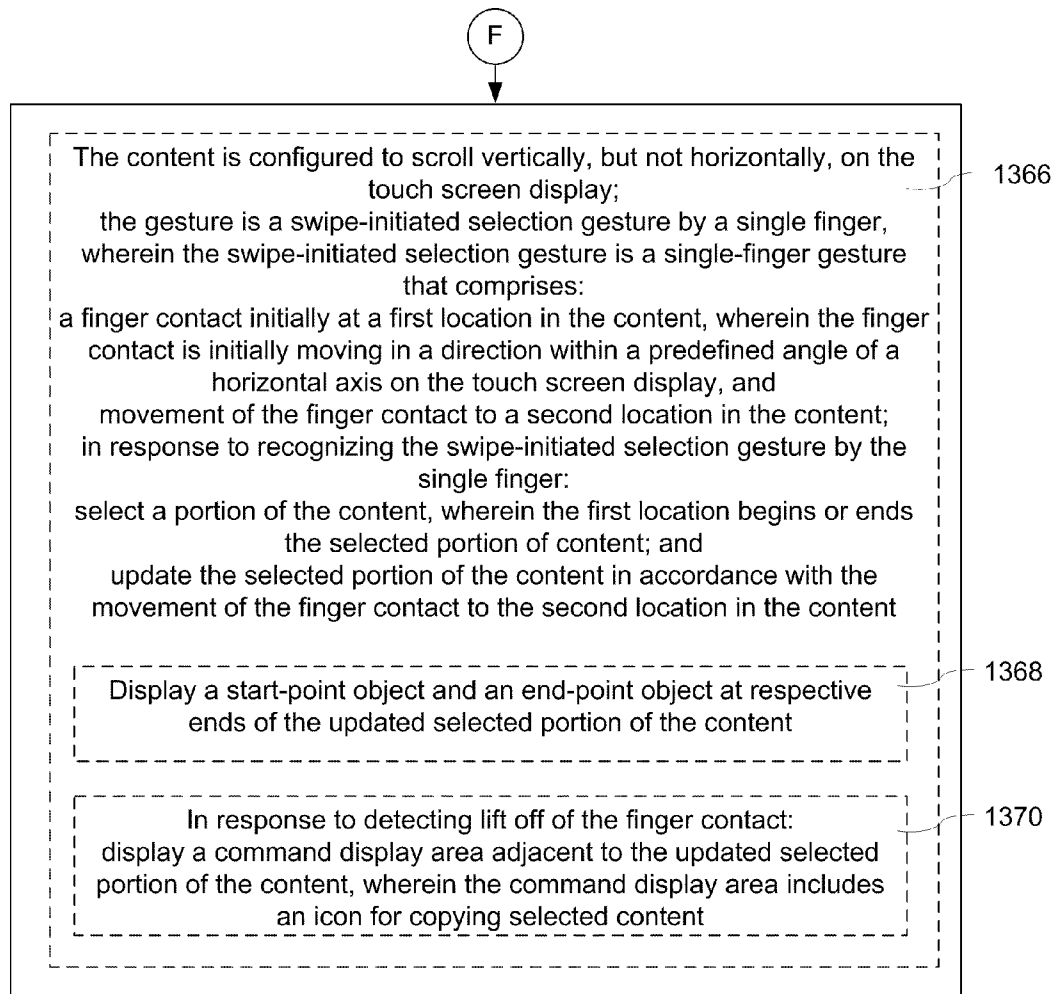 F
The content is configured to scroll vertically, but not horizontally, on the
touch screen display;
the gesture is a swipe-initiated selection gesture by a single finger,
wherein the swipe-initiated selection gesture is a single-finger gesture
that comprises:
a finger contact initially at a first location in the content, wherein the finger
contact is initially moving in a direction within a predefined angle of a
horizontal axis on the touch screen display, and
movement of the finger contact to a second location in the content;
in response to recognizing the swipe-initiated selection gesture by the
single finger:
select a portion of the content, wherein the first location begins or ends
the selected portion of content; and
update the selected portion of the content in accordance with the
movement of the finger contact to the second location in the content
1366
Display a start-point object and an end-point object at respective
ends of the updated selected portion of the content
1368
In response to detecting lift off of the finger contact:
display a command display area adjacent to the updated selected
portion of the content, wherein the command display area includes
an icon for copying selected content
1370